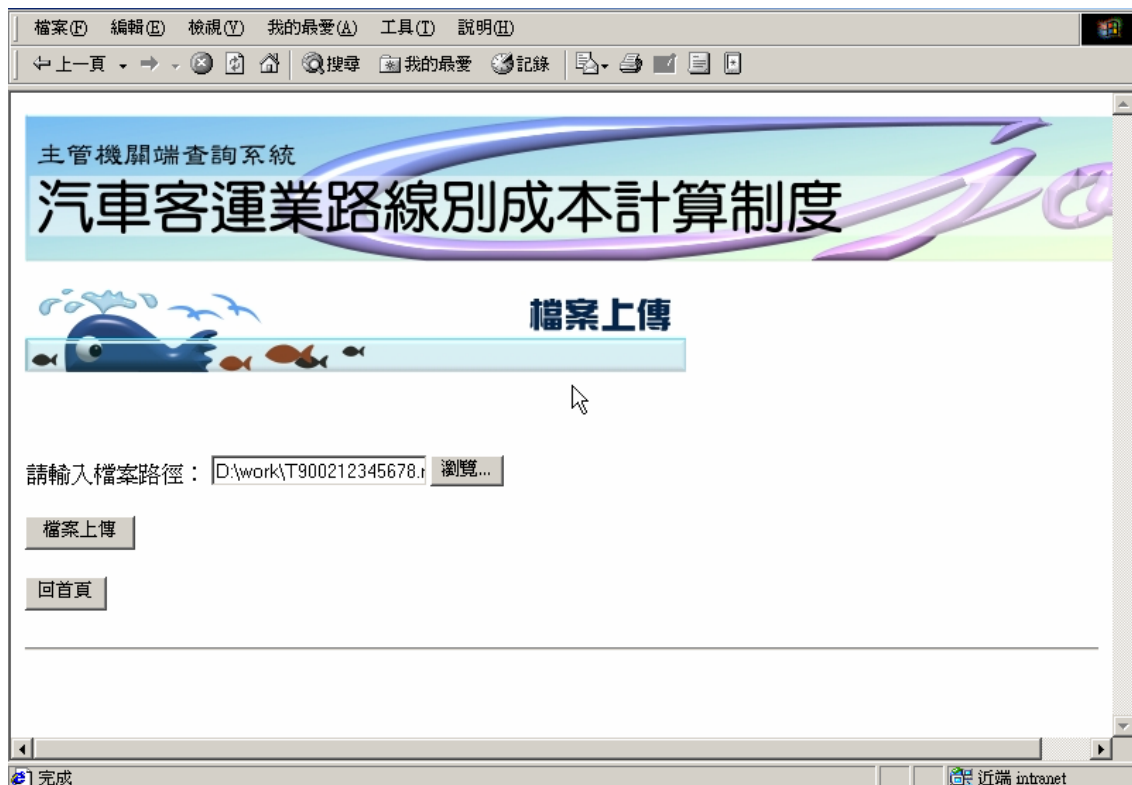 檔案(F) 編輯(E) 檢視(V) 我的最愛(A) 工具(T) 說明(H)
上一頁 搜尋 我的最愛 記錄
主管機關端查詢系統
汽車客運業路線別成本計算制度
檔案上傳
請輸入檔案路徑： D:\work\T900212345678.r 瀏覽...
檔案上傳
回首頁
完成 近端 intranet